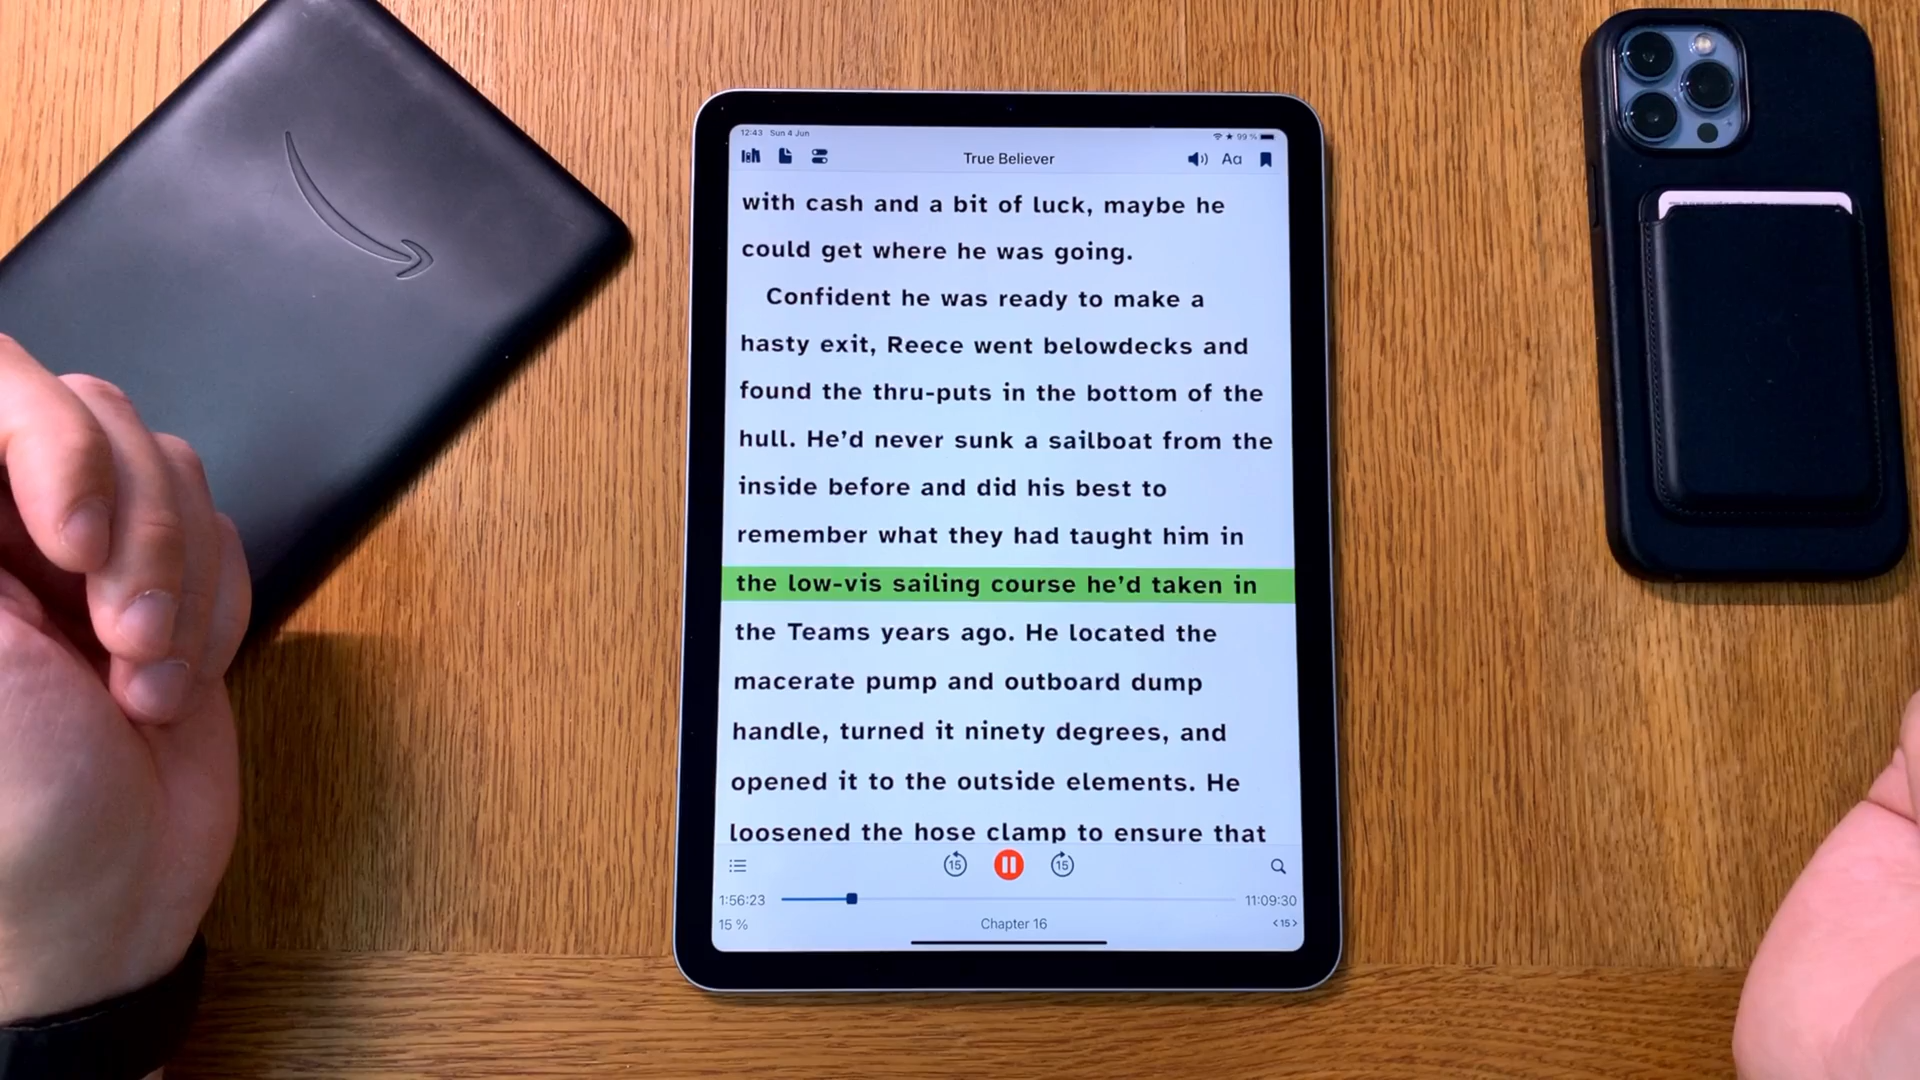 12:43 Sun 4 Jun
99 %
True Believer
Aa
with cash and a bit of luck, maybe he
could get where he was going.
Confident he was ready to make a
hasty exit, Reece went belowdecks and
found the thru-puts in the bottom of the
hull. He’d never sunk a sailboat from the
inside before and did his best to
remember what they had taught him in
the low-vis sailing course he’d taken in
the Teams years ago. He located the
macerate pump and outboard dump
handle, turned it ninety degrees, and
opened it to the outside elements. He
loosened the hose clamp to ensure that
15
15
1:56:23
11:09:30
15 %
Chapter 16
<15>